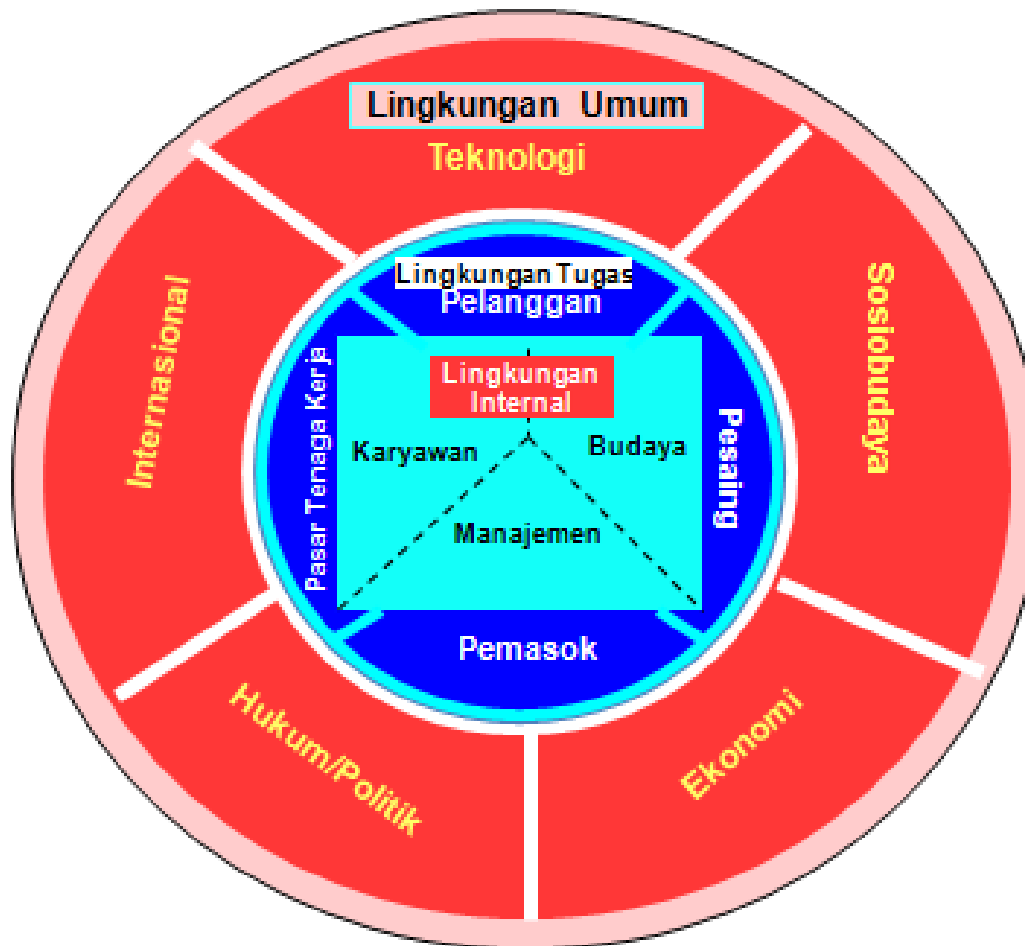 Lingkungan Umum
Teknologi
Internasional
Sosiobudaya
Lingkungan Tugas
Pelanggan
Pasar Tenaga Kerja
Pesaing
Lingkungan
Internal
Karyawan
Budaya
Manajemen
Pemasok
Hukum/Politik
Ekonomi